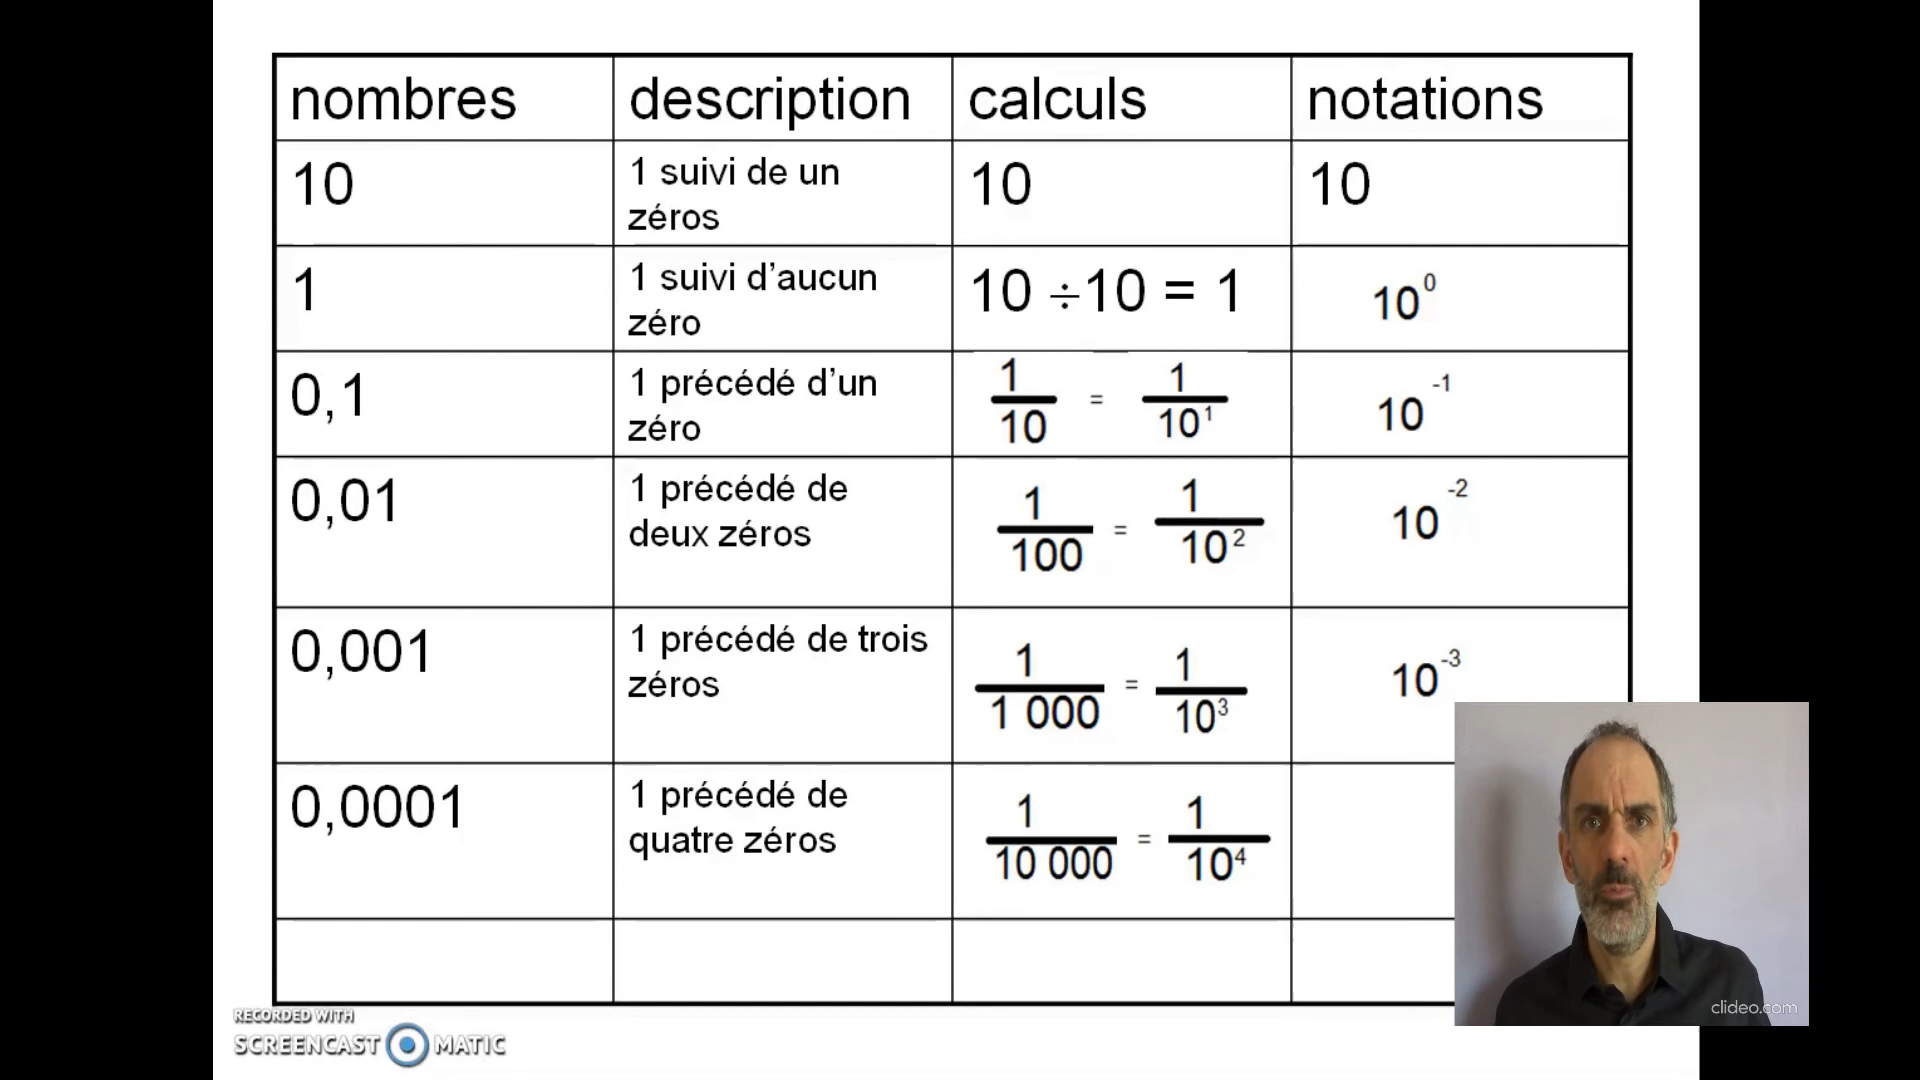 nombres description calculs notations
10 1 suivi de un 10 10
zéros
1 1 suivi d’aucun 10 ÷10 = 1 10⁰
zéro
0,1 1 précédé d’un 1/10 = 1/10¹ 10⁻¹
zéro
0,01 1 précédé de 1/100 = 1/10² 10⁻²
deux zéros
0,001 1 précédé de trois 1/1 000 = 1/10³ 10⁻³
zéros
0,0001 1 précédé de 1/10 000 = 1/10⁴
quatre zéros
clideo.com
RECORDED WITH
SCREENCAST MATIC